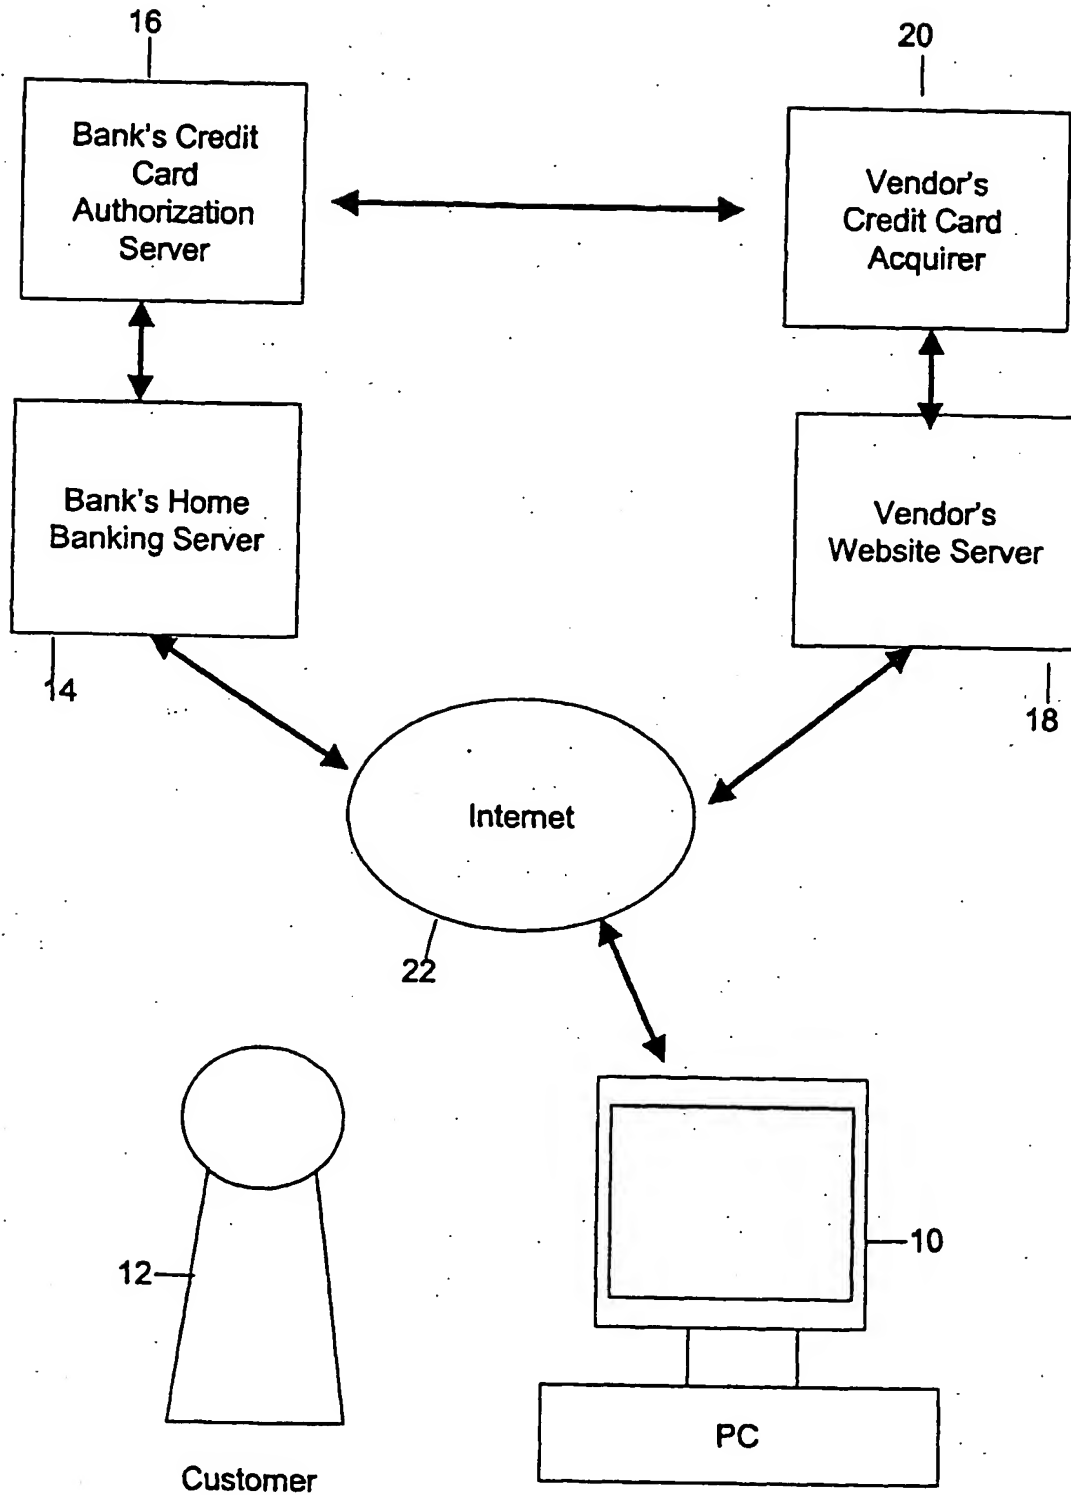 16
20
Bank's Credit
Card
Authorization
Server
Vendor's
Credit Card
Acquirer
Bank's Home
Banking Server
Vendor's
Website Server
14
18
Internet
22
12
10
PC
Customer